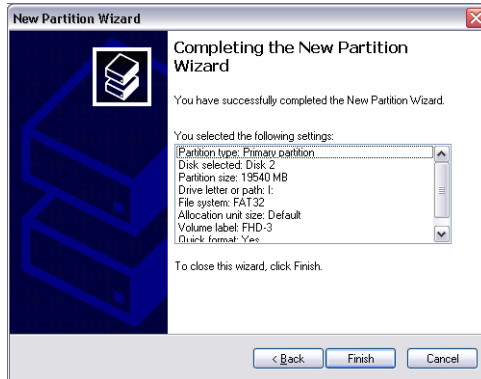 New Partition Wizard
Completing the New Partition
Wizard
You have successfully completed the New Partition Wizard.
You selected the following settings:
Partition type: Primary partition
Disk selected: Disk 2
Partition size: 19540 MB
Drive letter or path: I:
File system: FAT32
Allocation unit size: Default
Volume label: FHD-3
Quick format: Yes
To close this wizard, click Finish.
< Back Finish Cancel